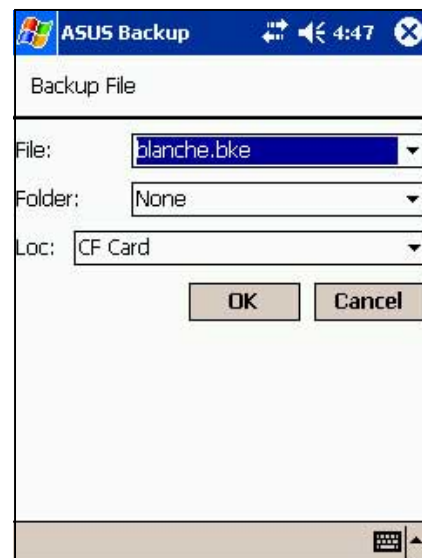 ASUS Backup 4:47
Backup File
File: blanche.bke
Folder: None
Loc: CF Card
OK Cancel